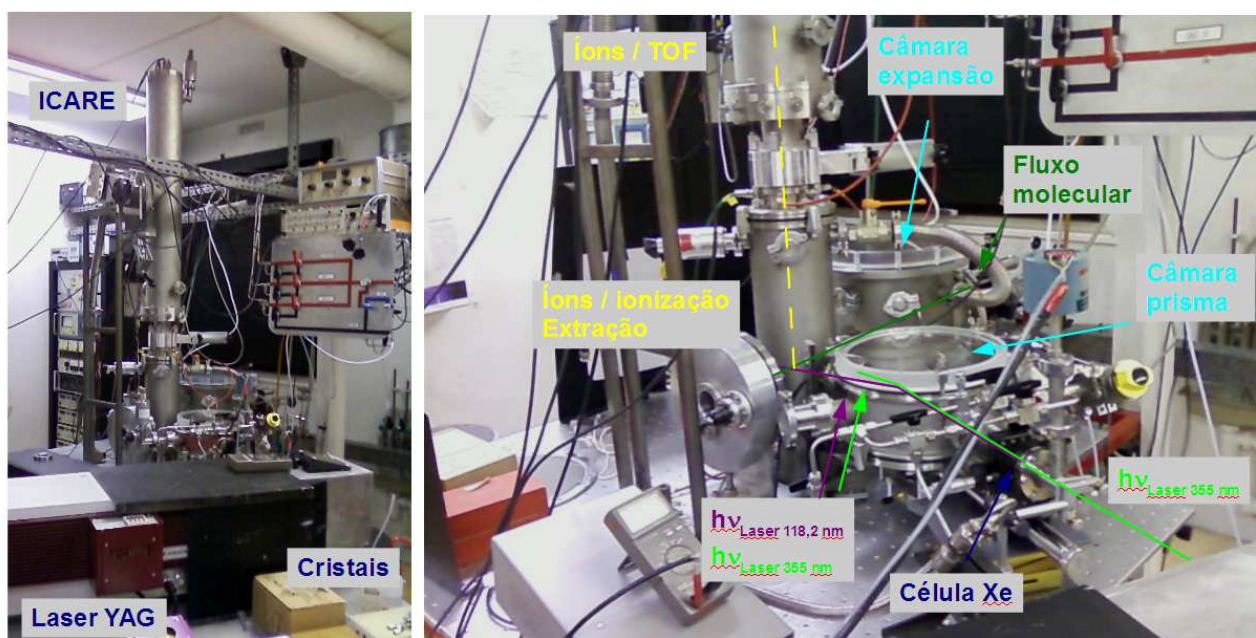 ICARE
Cristais
Laser YAG
Íons / TOF
Câmara
expansão
Fluxo
molecular
Câmara
prisma
Íons / ionização
Extração
hνLaser 355 nm
hνLaser 118,2 nm
hνLaser 355 nm
Célula Xe